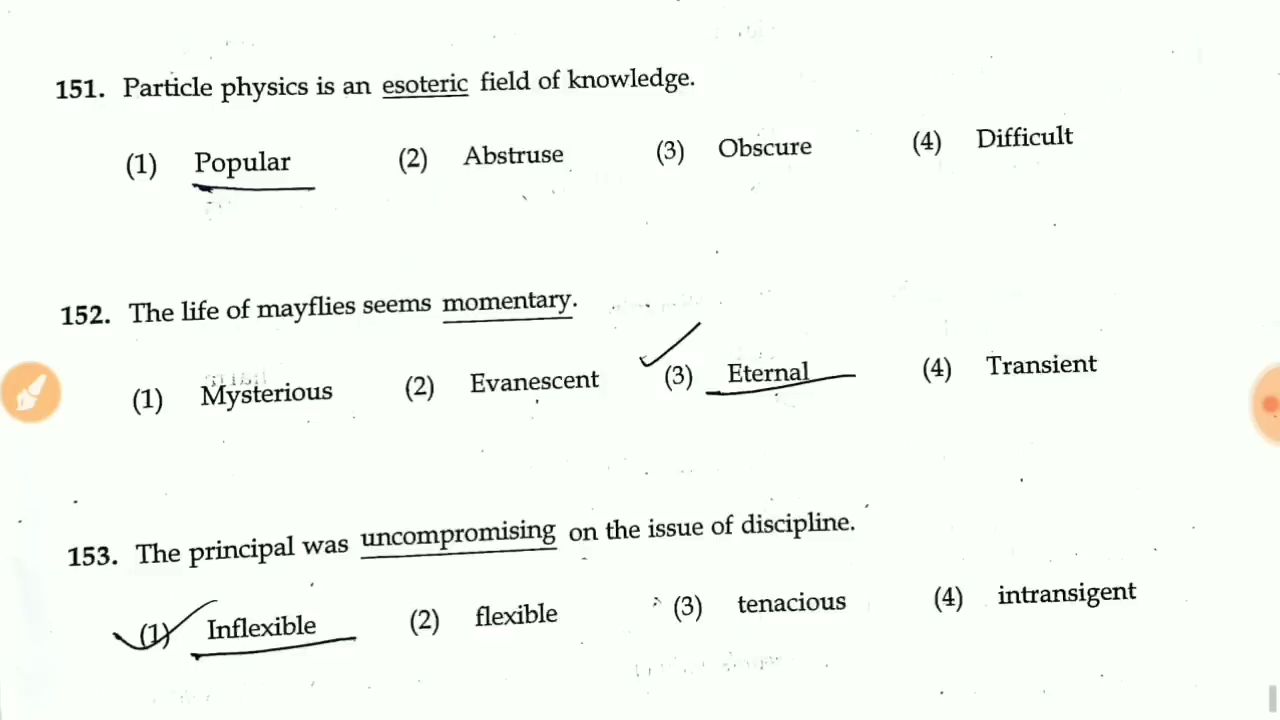 151. Particle physics is an esoteric field of knowledge.
(1) Popular (2) Abstruse (3) Obscure (4) Difficult
152. The life of mayflies seems momentary.
(1) Mysterious (2) Evanescent (3) Eternal (4) Transient
153. The principal was uncompromising on the issue of discipline.
(1) Inflexible (2) flexible (3) tenacious (4) intransigent